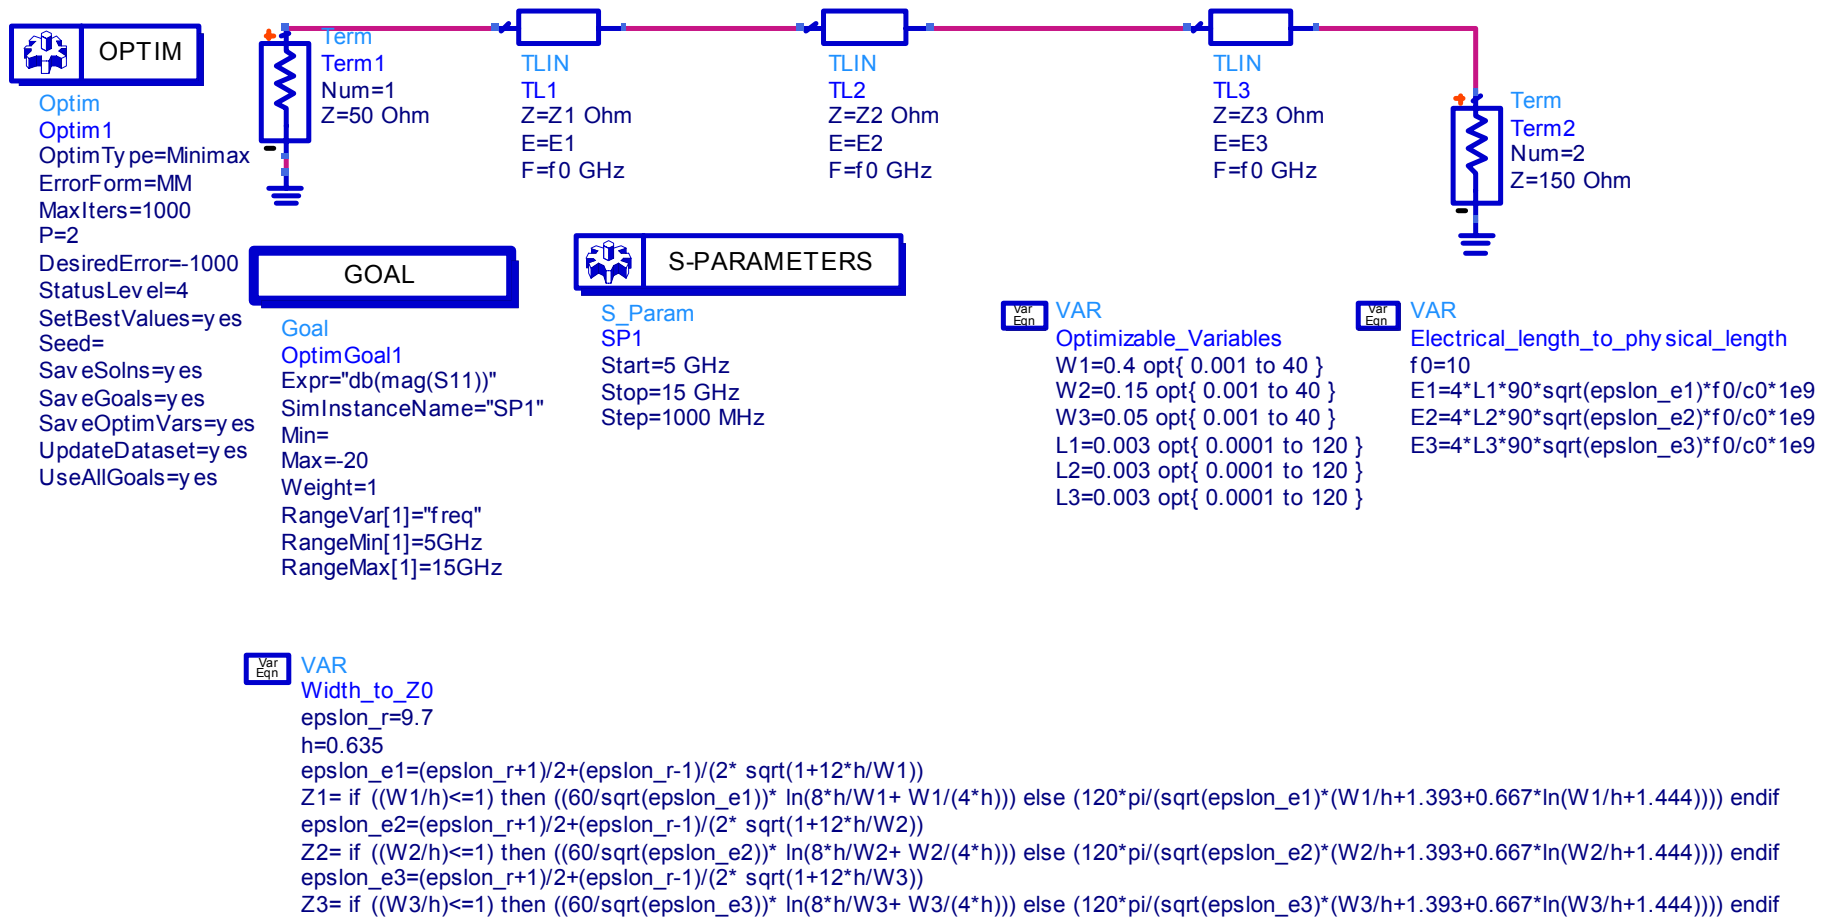 OPTIM
Optim
Optim1
OptimType=Minimax
ErrorForm=MM
MaxIters=1000
P=2
DesiredError=-1000
StatusLevel=4
SetBestValues=yes
Seed=
SaveSolns=yes
SaveGoals=yes
SaveOptimVars=yes
UpdateDataset=yes
UseAllGoals=yes
Term
Term1
Num=1
Z=50 Ohm
TLIN
TL1
Z=Z1 Ohm
E=E1
F=f0 GHz
TLIN
TL2
Z=Z2 Ohm
E=E2
F=f0 GHz
TLIN
TL3
Z=Z3 Ohm
E=E3
F=f0 GHz
Term
Term2
Num=2
Z=150 Ohm
GOAL
Goal
OptimGoal1
Expr="db(mag(S11))"
SimInstanceName="SP1"
Min=
Max=-20
Weight=1
RangeVar[1]="freq"
RangeMin[1]=5GHz
RangeMax[1]=15GHz
S-PARAMETERS
S_Param
SP1
Start=5 GHz
Stop=15 GHz
Step=1000 MHz
Var
Eqn
VAR
Optimizable_Variables
W1=0.4 opt{ 0.001 to 40 }
W2=0.15 opt{ 0.001 to 40 }
W3=0.05 opt{ 0.001 to 40 }
L1=0.003 opt{ 0.0001 to 120 }
L2=0.003 opt{ 0.0001 to 120 }
L3=0.003 opt{ 0.0001 to 120 }
Var
Eqn
VAR
Electrical_length_to_physical_length
f0=10
E1=4*L1*90*sqrt(epslon_e1)*f0/c0*1e9
E2=4*L2*90*sqrt(epslon_e2)*f0/c0*1e9
E3=4*L3*90*sqrt(epslon_e3)*f0/c0*1e9
Var
Eqn
VAR
Width_to_Z0
epslon_r=9.7
h=0.635
epslon_e1=(epslon_r+1)/2+(epslon_r-1)/(2* sqrt(1+12*h/W1))
Z1= if ((W1/h)<=1) then ((60/sqrt(epslon_e1))* ln(8*h/W1+ W1/(4*h))) else (120*pi/(sqrt(epslon_e1)*(W1/h+1.393+0.667*ln(W1/h+1.444)))) endif
epslon_e2=(epslon_r+1)/2+(epslon_r-1)/(2* sqrt(1+12*h/W2))
Z2= if ((W2/h)<=1) then ((60/sqrt(epslon_e2))* ln(8*h/W2+ W2/(4*h))) else (120*pi/(sqrt(epslon_e2)*(W2/h+1.393+0.667*ln(W2/h+1.444)))) endif
epslon_e3=(epslon_r+1)/2+(epslon_r-1)/(2* sqrt(1+12*h/W3))
Z3= if ((W3/h)<=1) then ((60/sqrt(epslon_e3))* ln(8*h/W3+ W3/(4*h))) else (120*pi/(sqrt(epslon_e3)*(W3/h+1.393+0.667*ln(W3/h+1.444)))) endif